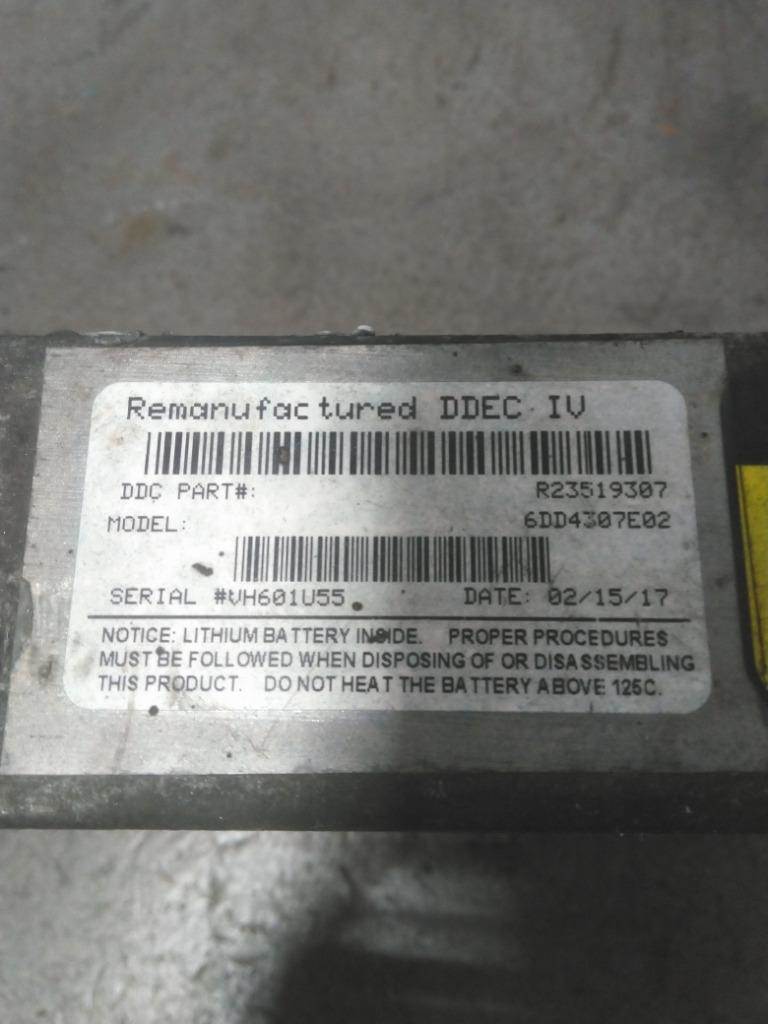 Remanufactured DDEC IV
DDC PART#: R23519307
MODEL: 6DD4307E02
SERIAL #VH601U55 DATE: 02/15/17
NOTICE: LITHIUM BATTERY INSIDE. PROPER PROCEDURES
MUST BE FOLLOWED WHEN DISPOSING OF OR DISASSEMBLING
THIS PRODUCT. DO NOT HEAT THE BATTERY ABOVE 125C.